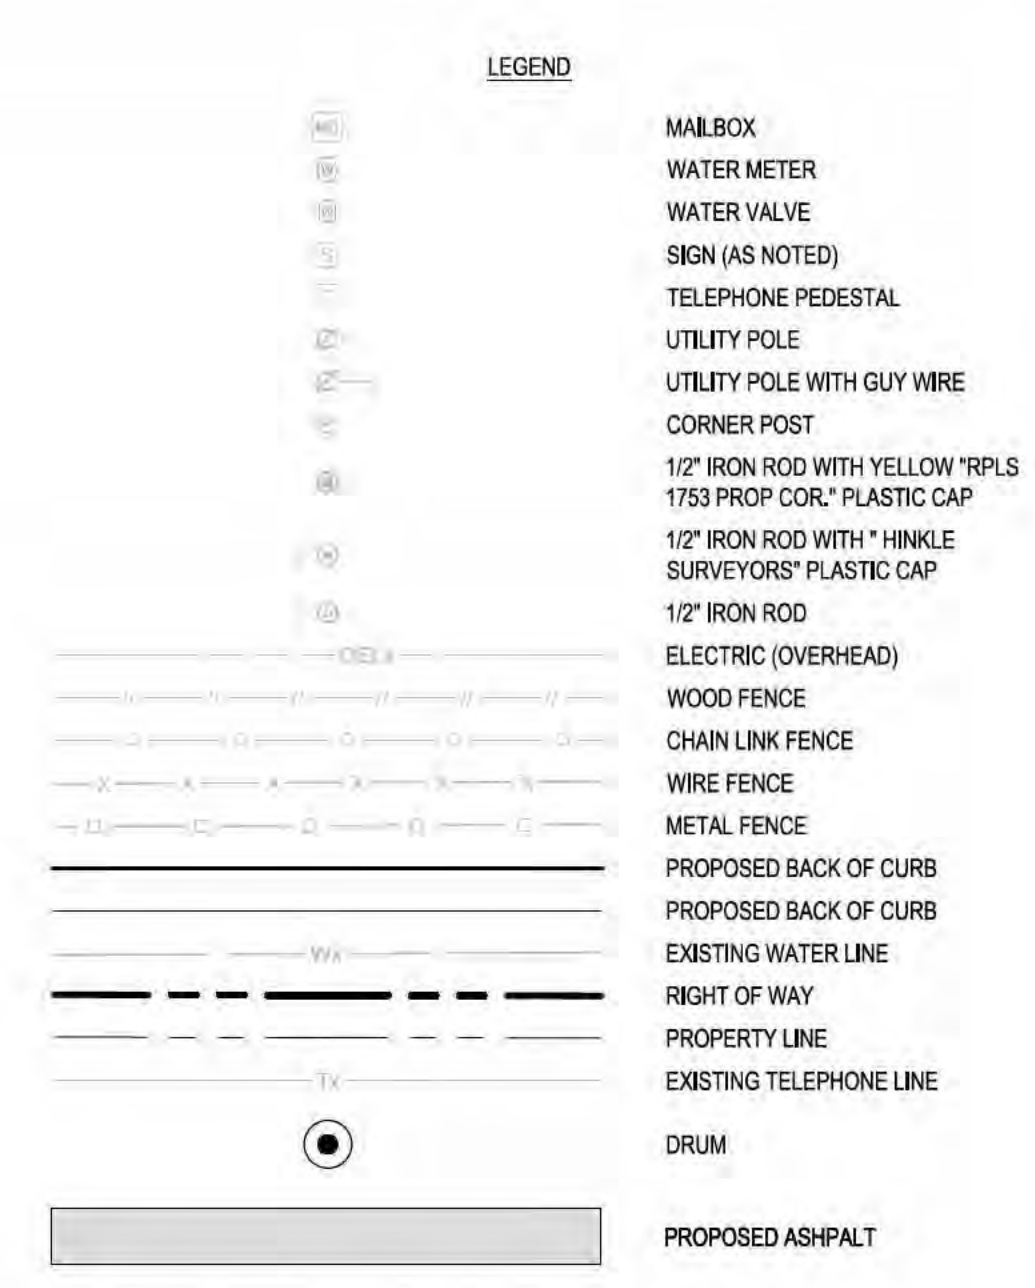 LEGEND
MAILBOX
WATER METER
WATER VALVE
S SIGN (AS NOTED)
TELEPHONE PEDESTAL
UTILITY POLE
UTILITY POLE WITH GUY WIRE
CORNER POST
1/2" IRON ROD WITH YELLOW "RPLS
1753 PROP COR." PLASTIC CAP
1/2" IRON ROD WITH " HINKLE
SURVEYORS" PLASTIC CAP
1/2" IRON ROD
ELECTRIC (OVERHEAD)
WOOD FENCE
CHAIN LINK FENCE
WIRE FENCE
METAL FENCE
PROPOSED BACK OF CURB
PROPOSED BACK OF CURB
Wx EXISTING WATER LINE
RIGHT OF WAY
PROPERTY LINE
Tx EXISTING TELEPHONE LINE
DRUM
PROPOSED ASHPALT